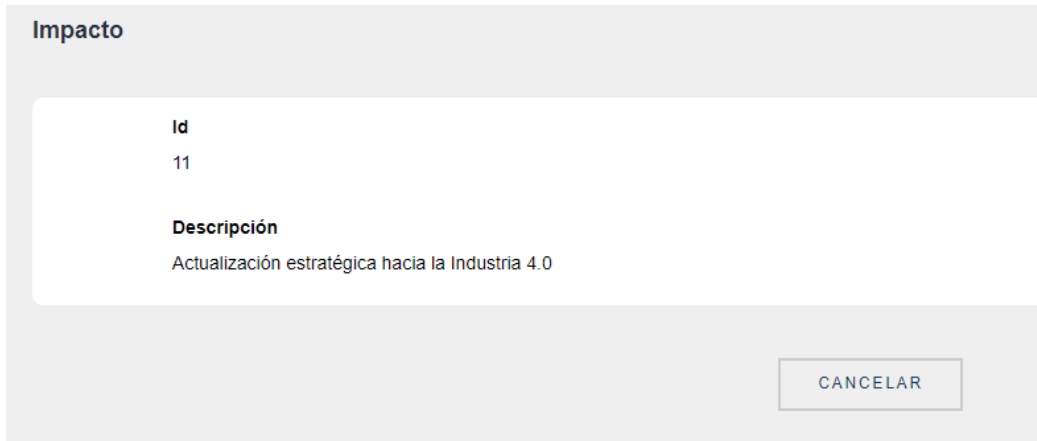 Impacto
Id
11
Descripción
Actualización estratégica hacia la Industria 4.0
CANCELAR